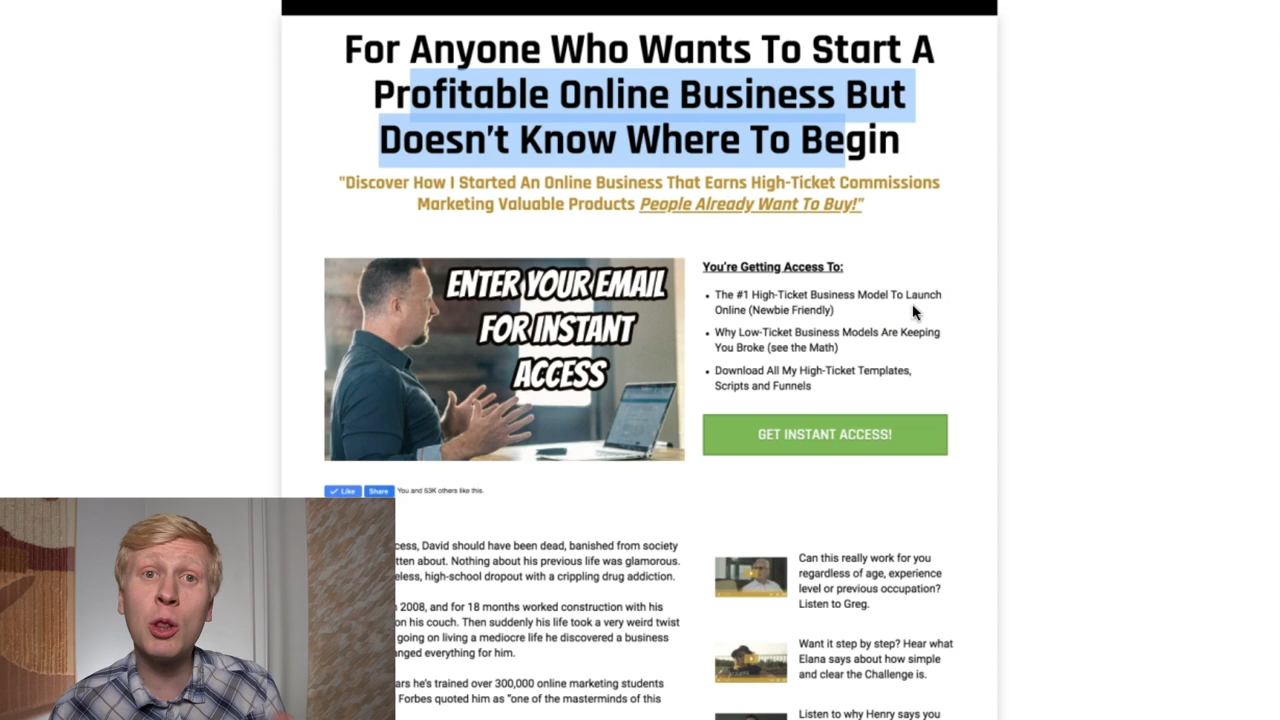 For Anyone Who Wants To Start A
Profitable Online Business But
Doesn't Know Where To Begin
"Discover How I Started An Online Business That Earns High-Ticket Commissions
Marketing Valuable Products People Already Want To Buy!"
ENTER YOUR EMAIL
FOR INSTANT
ACCESS
You're Getting Access To:
• The #1 High-Ticket Business Model To Launch
Online (Newbie Friendly)
• Why Low-Ticket Business Models Are Keeping
You Broke (see the Math)
• Download All My High-Ticket Templates,
Scripts and Funnels
GET INSTANT ACCESS!
Like Share You and 53K others like this.
cess, David should have been dead, banished from society
tten about. Nothing about his previous life was glamorous.
eless, high-school dropout with a crippling drug addiction.
2008, and for 18 months worked construction with his
on his couch. Then suddenly his life took a very weird twist
going on living a mediocre life he discovered a business
anged everything for him.
ars he's trained over 300,000 online marketing students
Forbes quoted him as "one of the masterminds of this
Can this really work for you
regardless of age, experience
level or previous occupation?
Listen to Greg.
Want it step by step? Hear what
Elana says about how simple
and clear the Challenge is.
Listen to why Henry says you